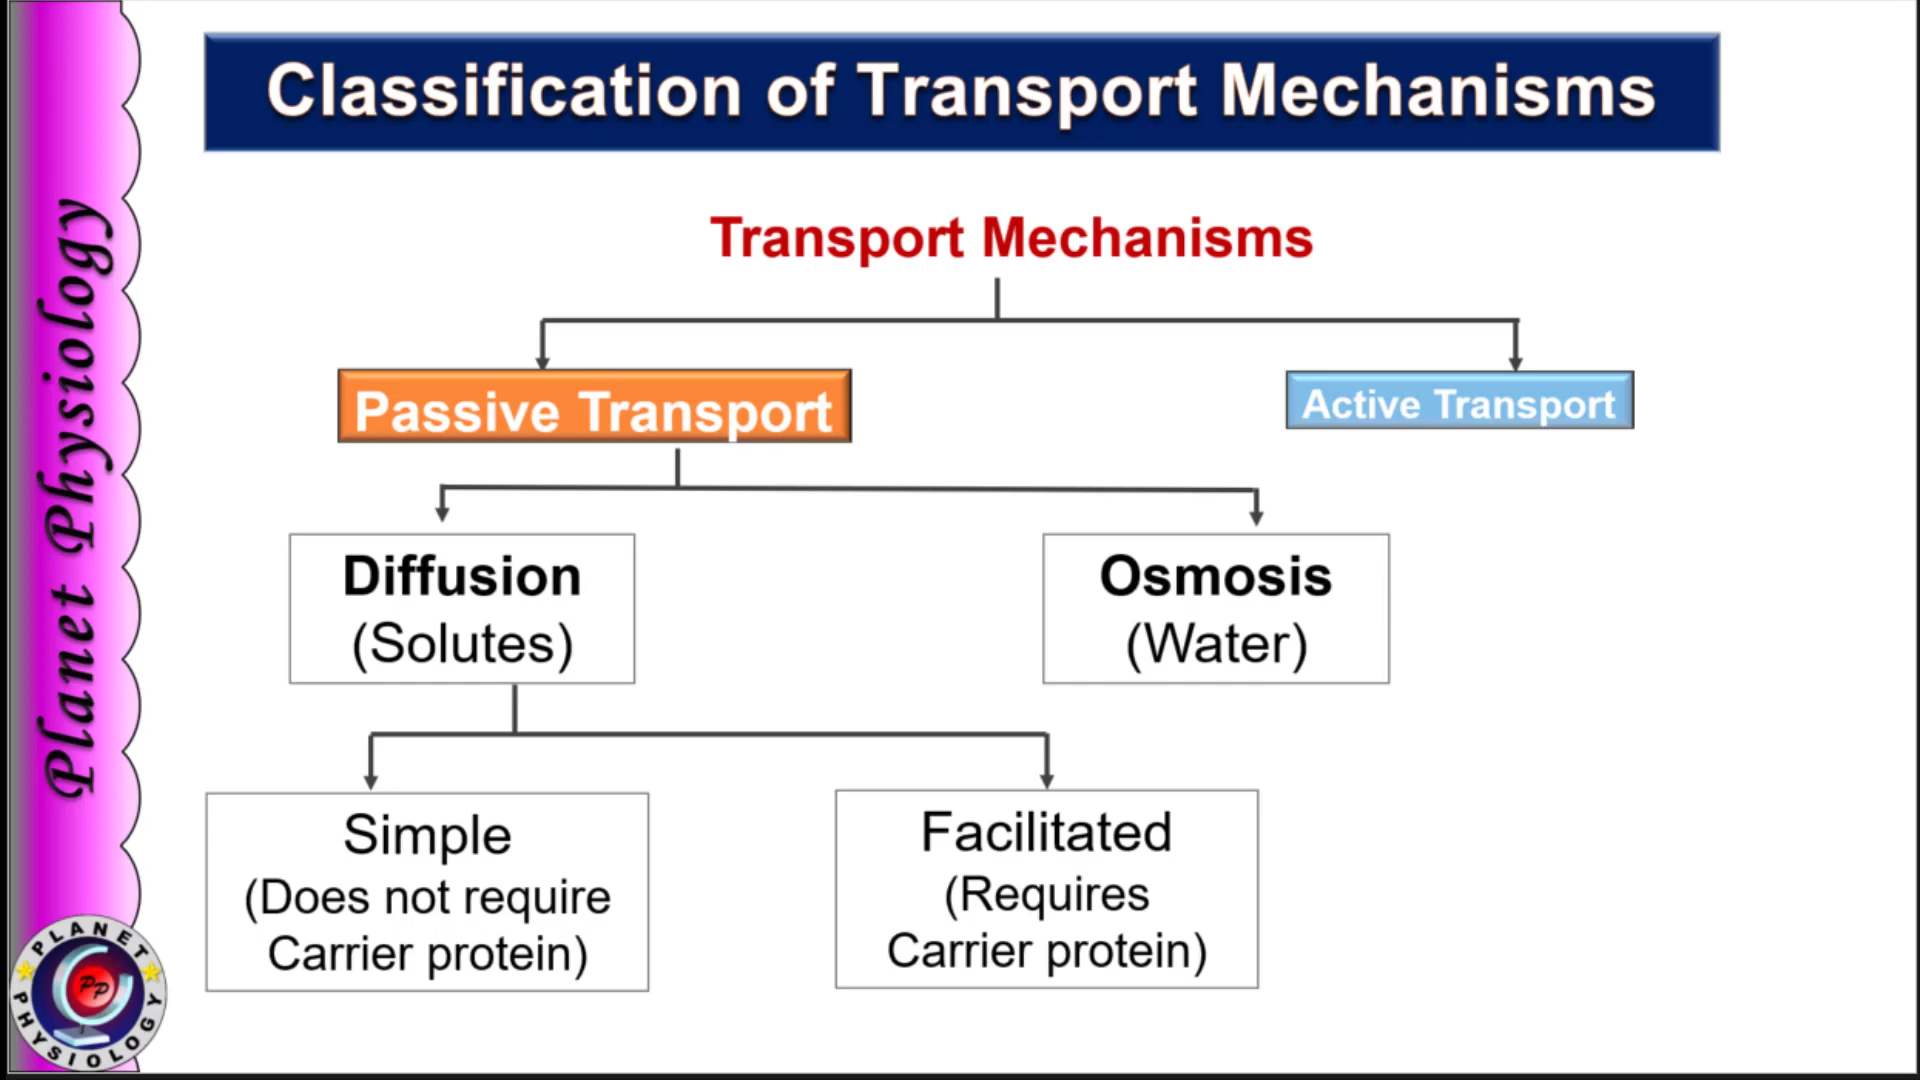 Classification of Transport Mechanisms
Transport Mechanisms
Passive Transport
Active Transport
Diffusion
(Solutes)
Osmosis
(Water)
Simple
(Does not require
Carrier protein)
Facilitated
(Requires
Carrier protein)
Planet Physiology
PLANET
PP
PHYSIOLOGY